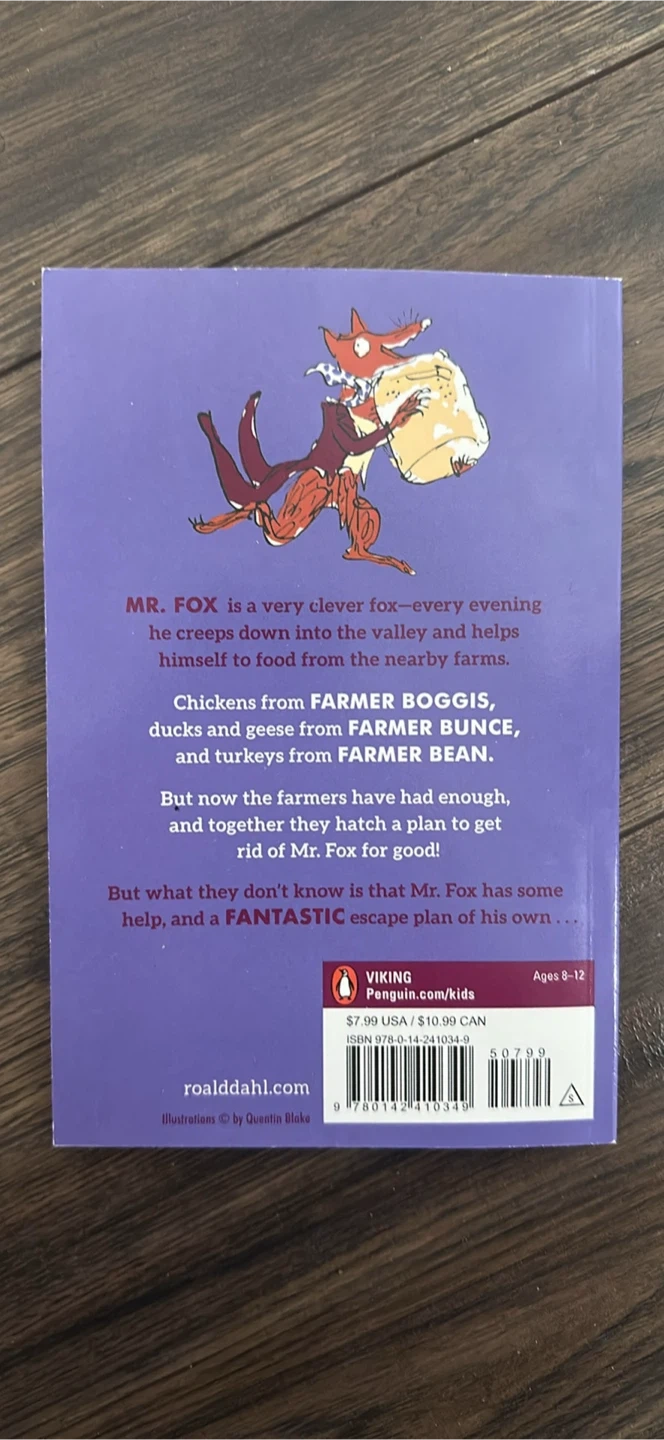 MR. FOX is a very clever fox—every evening
he creeps down into the valley and helps
himself to food from the nearby farms.
Chickens from FARMER BOGGIS,
ducks and geese from FARMER BUNCE,
and turkeys from FARMER BEAN.
But now the farmers have had enough,
and together they hatch a plan to get
rid of Mr. Fox for good!
But what they don't know is that Mr. Fox has some
help, and a FANTASTIC escape plan of his own . . .
VIKING
Penguin.com/kids
Ages 8–12
$7.99 USA / $10.99 CAN
ISBN 978-0-14-241034-9
50799
9 780142 410349
S
roalddahl.com
Illustrations © by Quentin Blake